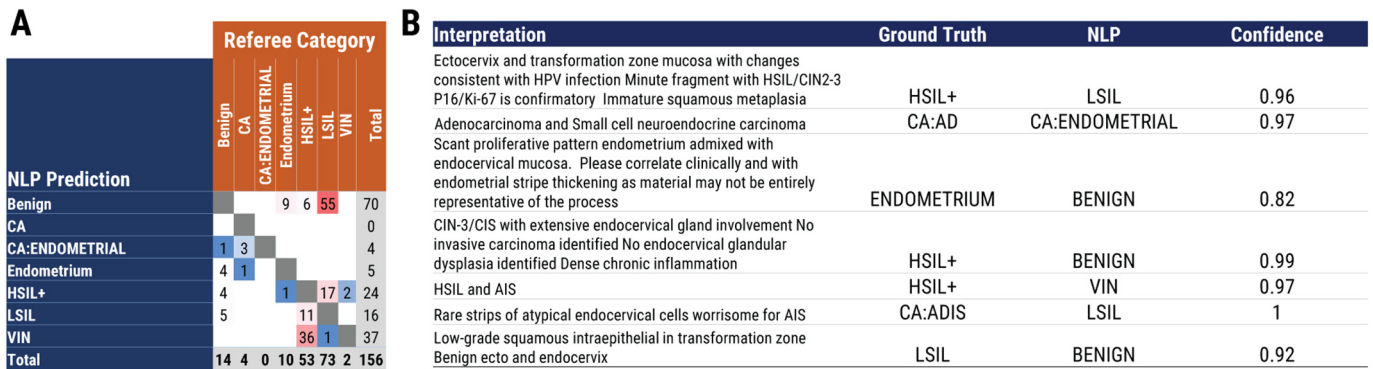 A
Referee Category
Benign
CA
CA:ENDOMETRIAL
Endometrium
HSIL+
LSIL
VIN
Total
NLP Prediction
Benign 9 6 55 70
CA 0
CA:ENDOMETRIAL 1 3 4
Endometrium 4 1 5
HSIL+ 4 1 17 2 24
LSIL 5 11 16
VIN 36 1 37
Total 14 4 0 10 53 73 2 156
B
Interpretation Ground Truth NLP Confidence
Ectocervix and transformation zone mucosa with changes
consistent with HPV infection Minute fragment with HSIL/CIN2-3
P16/Ki-67 is confirmatory Immature squamous metaplasia HSIL+ LSIL 0.96
Adenocarcinoma and Small cell neuroendocrine carcinoma CA:AD CA:ENDOMETRIAL 0.97
Scant proliferative pattern endometrium admixed with
endocervical mucosa. Please correlate clinically and with
endometrial stripe thickening as material may not be entirely
representative of the process ENDOMETRIUM BENIGN 0.82
CIN-3/CIS with extensive endocervical gland involvement No
invasive carcinoma identified No endocervical glandular
dysplasia identified Dense chronic inflammation HSIL+ BENIGN 0.99
HSIL and AIS HSIL+ VIN 0.97
Rare strips of atypical endocervical cells worrisome for AIS CA:ADIS LSIL 1
Low-grade squamous intraepithelial in transformation zone
Benign ecto and endocervix LSIL BENIGN 0.92